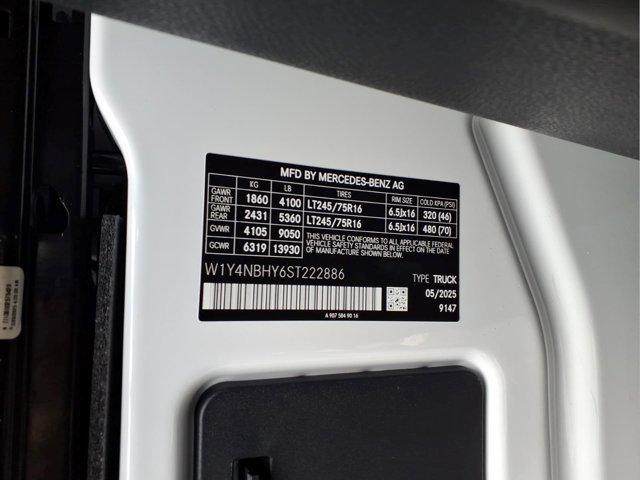 MFD BY MERCEDES-BENZ AG
KG LB TIRES RIM SIZE COLD KPA (PSI)
GAWR FRONT 1860 4100 LT245/75R16 6.5Jx16 320 (46)
GAWR REAR 2431 5360 LT245/75R16 6.5Jx16 480 (70)
GVWR 4105 9050 THIS VEHICLE CONFORMS TO ALL APPLICABLE FEDERAL
GCWR 6319 13930 MOTOR VEHICLE SAFETY STANDARDS IN EFFECT ON THE DATE OF MANUFACTURE SHOWN ABOVE.
W1Y4NBHY6ST222886
TYPE TRUCK
05/2025
9147
A 907 584 90 16